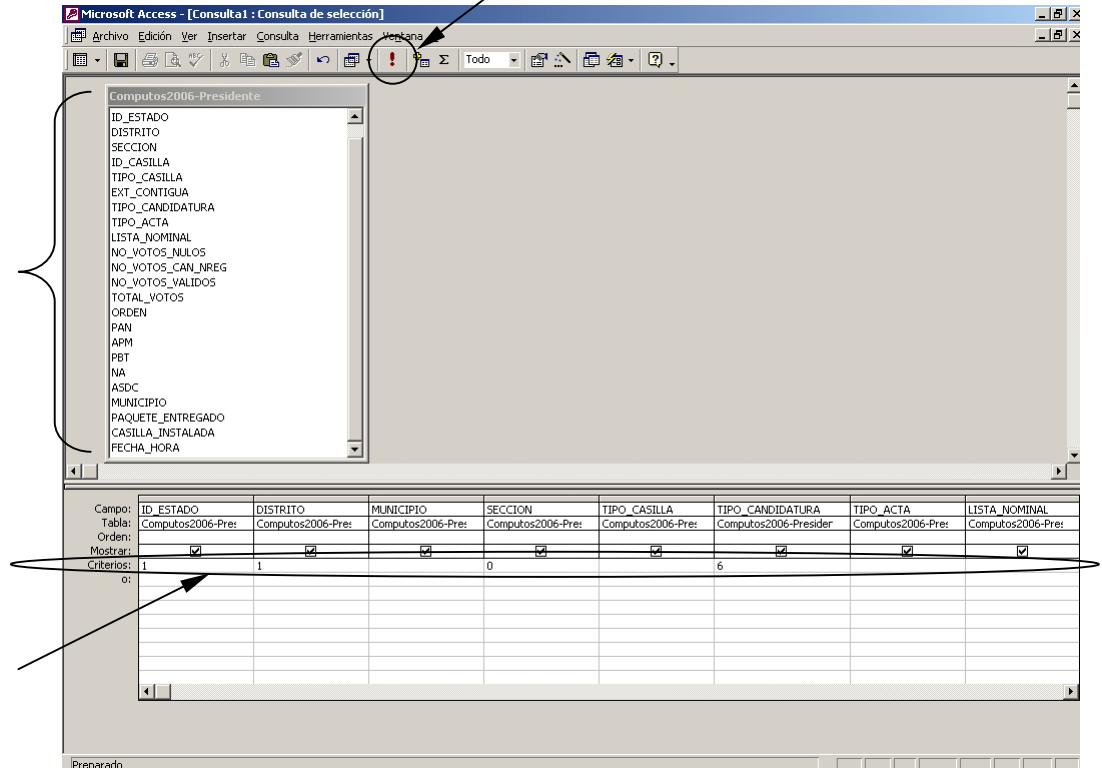 Microsoft Access - [Consulta1 : Consulta de selección]
Archivo Edición Ver Insertar Consulta Herramientas Ventana
Todo
Computos2006-Presidente
ID_ESTADO
DISTRITO
SECCION
ID_CASILLA
TIPO_CASILLA
EXT_CONTIGUA
TIPO_CANDIDATURA
TIPO_ACTA
LISTA_NOMINAL
NO_VOTOS_NULOS
NO_VOTOS_CAN_NREG
NO_VOTOS_VALIDOS
TOTAL_VOTOS
ORDEN
PAN
APM
PBT
NA
ASDC
MUNICIPIO
PAQUETE_ENTREGADO
CASILLA_INSTALADA
FECHA_HORA
Campo: ID_ESTADO DISTRITO MUNICIPIO SECCION TIPO_CASILLA TIPO_CANDIDATURA TIPO_ACTA LISTA_NOMINAL
Tabla: Computos2006-Pres Computos2006-Pres Computos2006-Pres Computos2006-Pres Computos2006-Pres Computos2006-Presiden Computos2006-Pres Computos2006-Pres
Orden:
Mostrar:
Criterios: 1 1 0 6
o:
Preparado